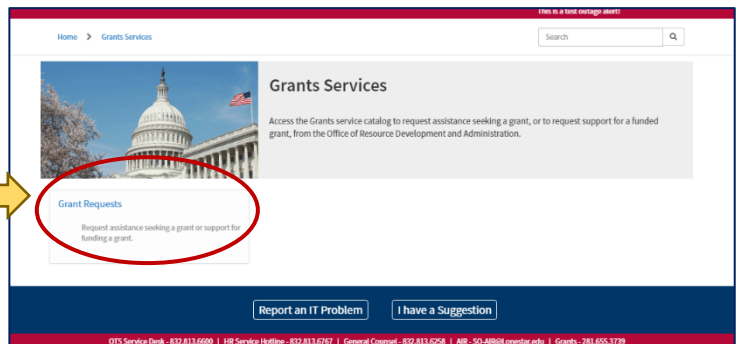 This is a test outage alert!
Home > Grants Services
Search
Grants Services
Access the Grants service catalog to request assistance seeking a grant, or to request support for a funded
grant, from the Office of Resource Development and Administration.
Grant Requests
Request assistance seeking a grant or support for
funding a grant.
Report an IT Problem
I have a Suggestion
OTS Service Desk - 832.813.6600 | HR Service Hotline - 832.813.6767 | General Counsel - 832.813.6258 | AIR - SO-AIR@Lonestar.edu | Grants - 281.655.3739